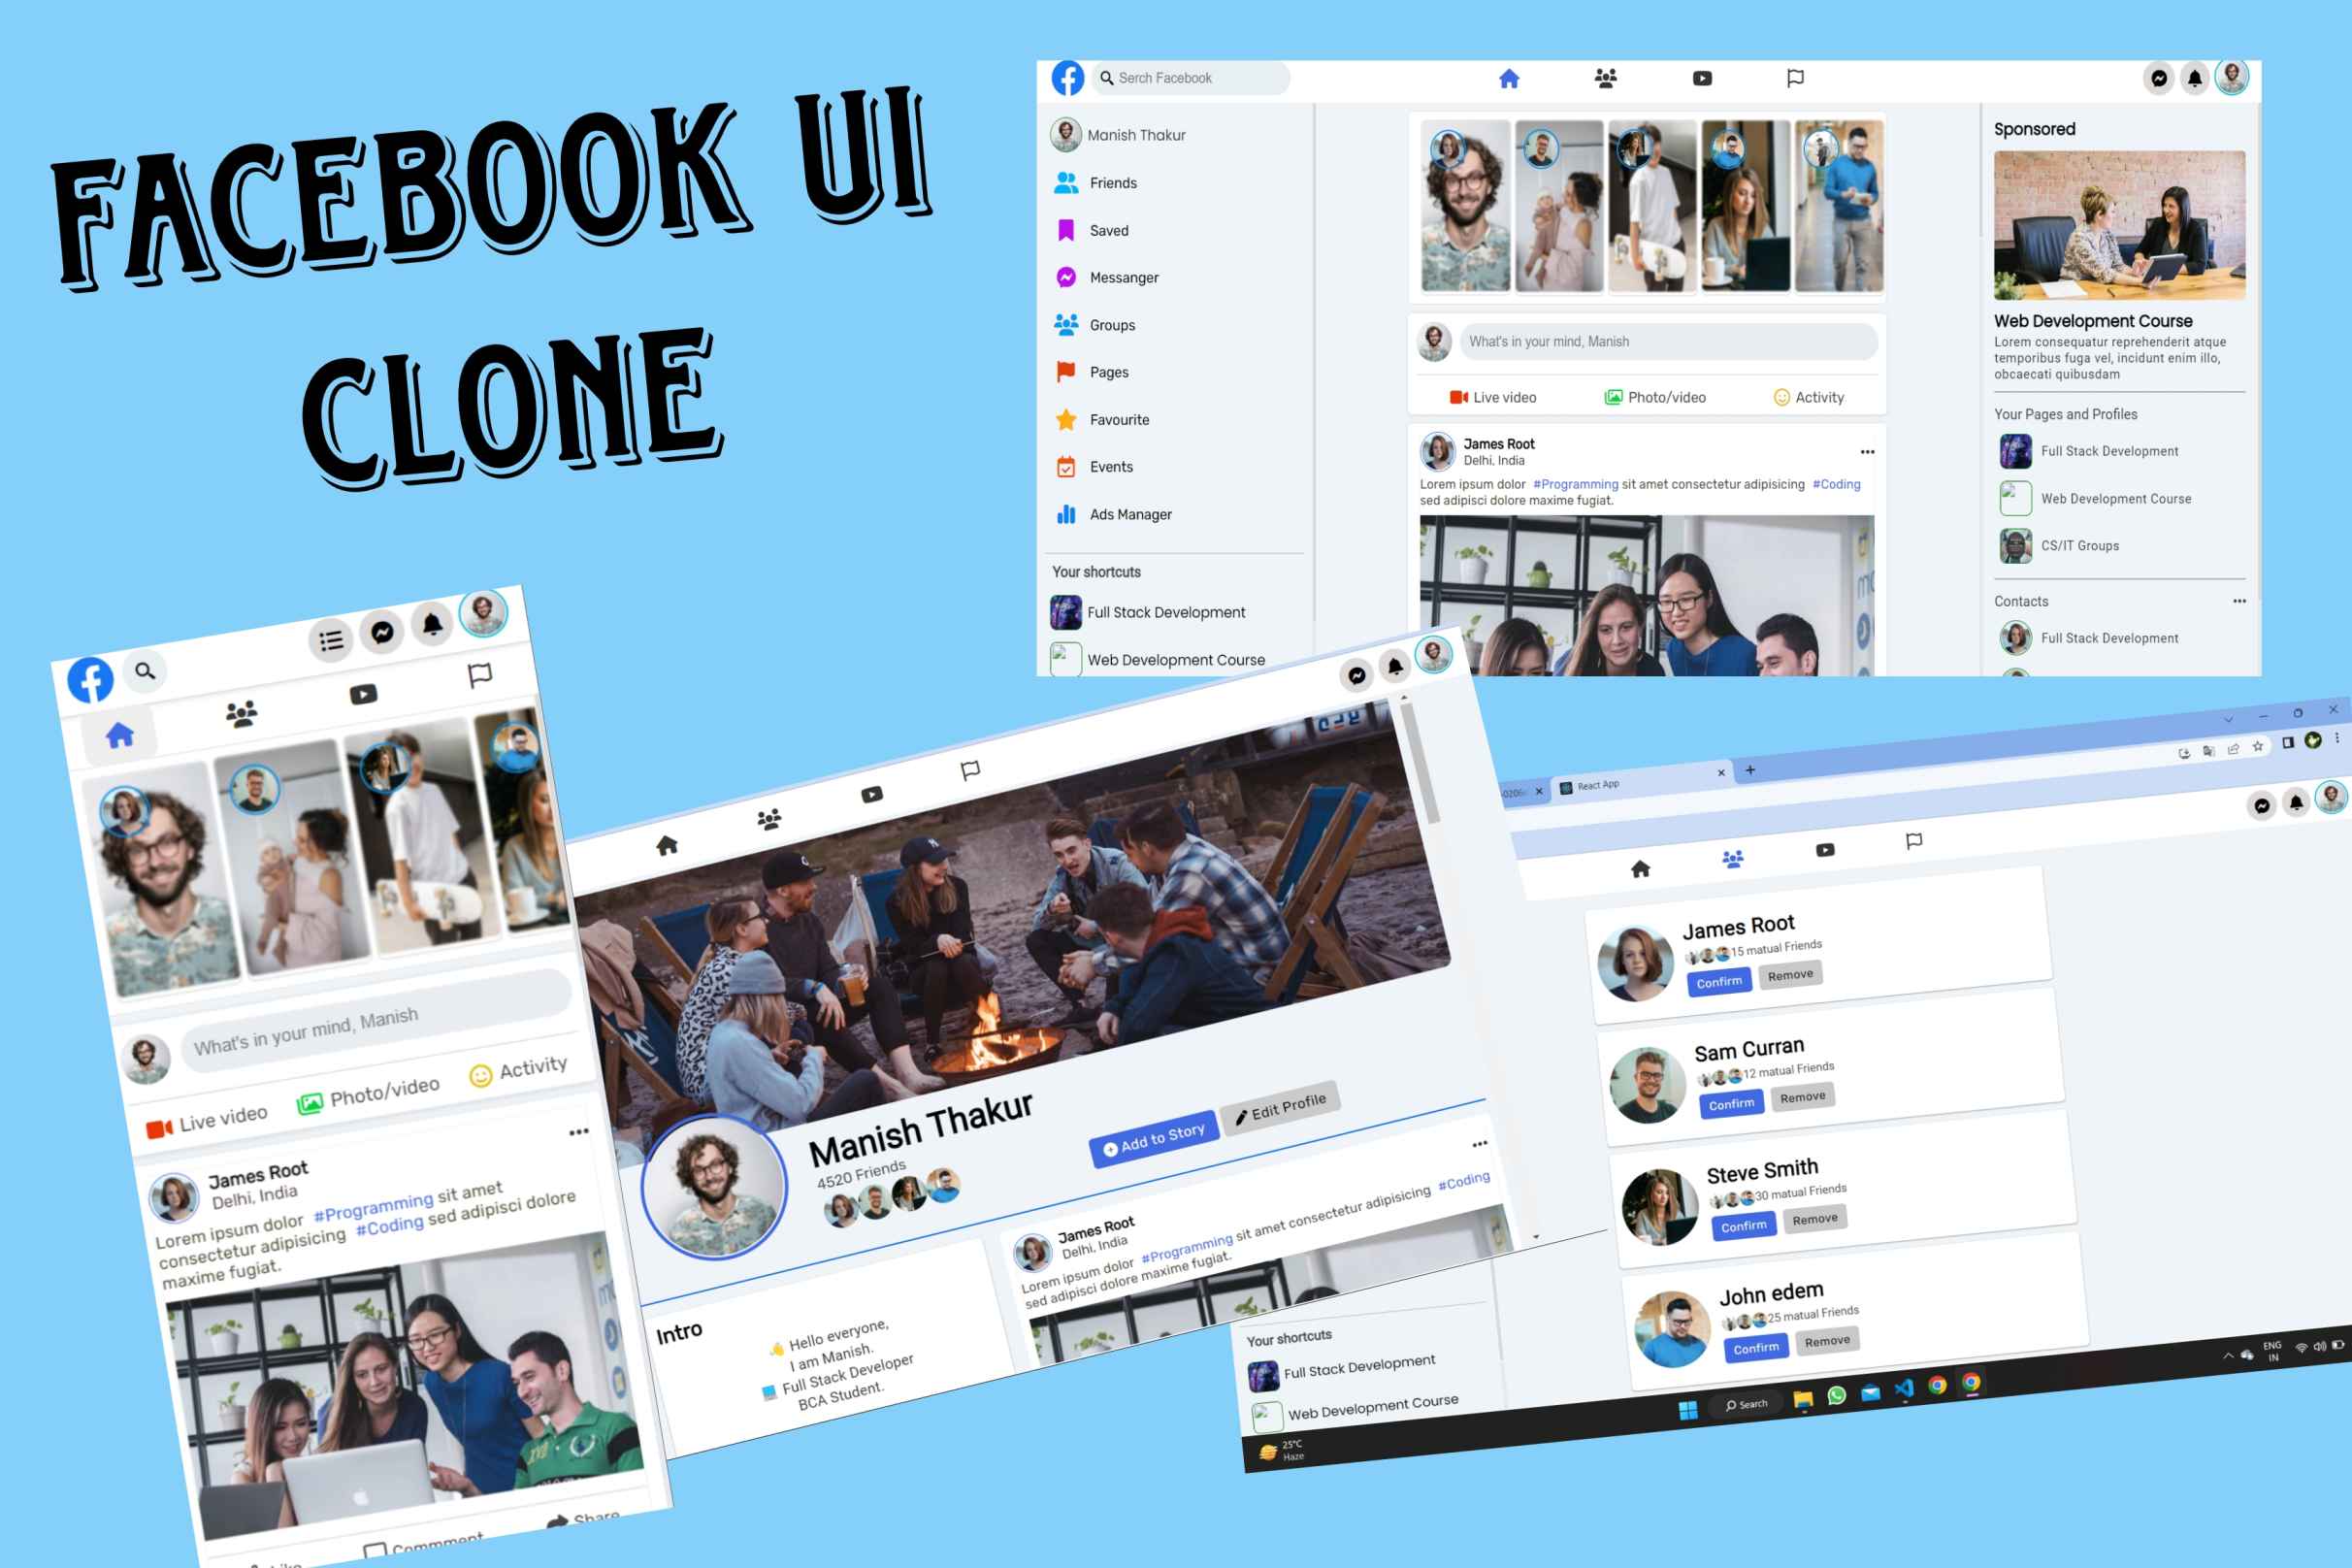 FACEBOOK UI
CLONE
Serch Facebook
Manish Thakur
Friends
Saved
Messanger
Groups
Pages
Favourite
Events
Ads Manager
Your shortcuts
Full Stack Development
Web Development Course
What's in your mind, Manish
Live video
Photo/video
Activity
James Root
Delhi, India
Lorem ipsum dolor #Programming sit amet consectetur adipisicing #Coding
sed adipisci dolore maxime fugiat.
Sponsored
Web Development Course
Lorem consequatur reprehenderit atque
temporibus fuga vel, incidunt enim illo,
obcaecati quibusdam
Your Pages and Profiles
Full Stack Development
Web Development Course
CS/IT Groups
Contacts
Full Stack Development
What's in your mind, Manish
Live video
Photo/video
Activity
James Root
Delhi, India
Lorem ipsum dolor #Programming sit amet
consectetur adipisicing #Coding sed adipisci dolore
maxime fugiat.
Commment
Share
Manish Thakur
4520 Friends
Add to Story
Edit Profile
Intro
👋 Hello everyone,
I am Manish.
💻 Full Stack Developer
BCA Student.
James Root
Delhi, India
Lorem ipsum dolor #Programming sit amet consectetur adipisicing #Coding
sed adipisci dolore maxime fugiat.
React App
James Root
15 matual Friends
Confirm
Remove
Sam Curran
12 matual Friends
Confirm
Remove
Steve Smith
30 matual Friends
Confirm
Remove
John edem
25 matual Friends
Confirm
Remove
Your shortcuts
Full Stack Development
Web Development Course
25°C
Haze
Search
ENG
IN